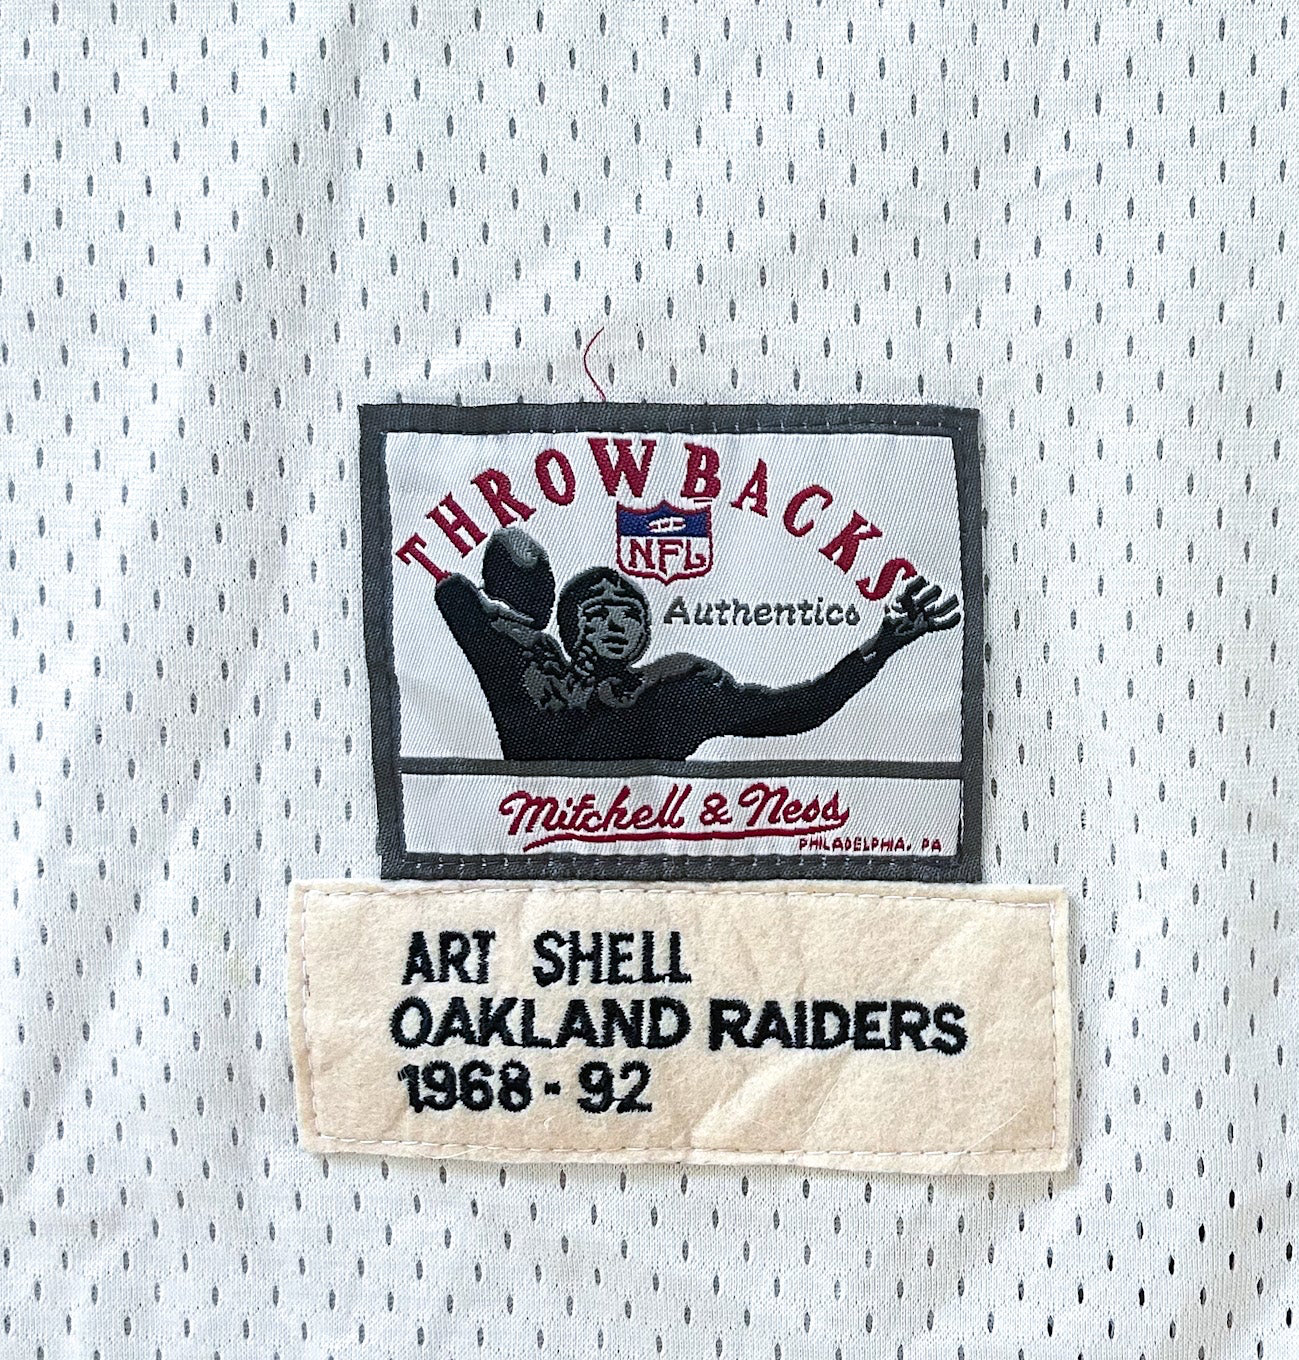 THROWBACKS
NFL
Authentics
Mitchell & Ness
PHILADELPHIA, PA
ART SHELL
OAKLAND RAIDERS
1968-92